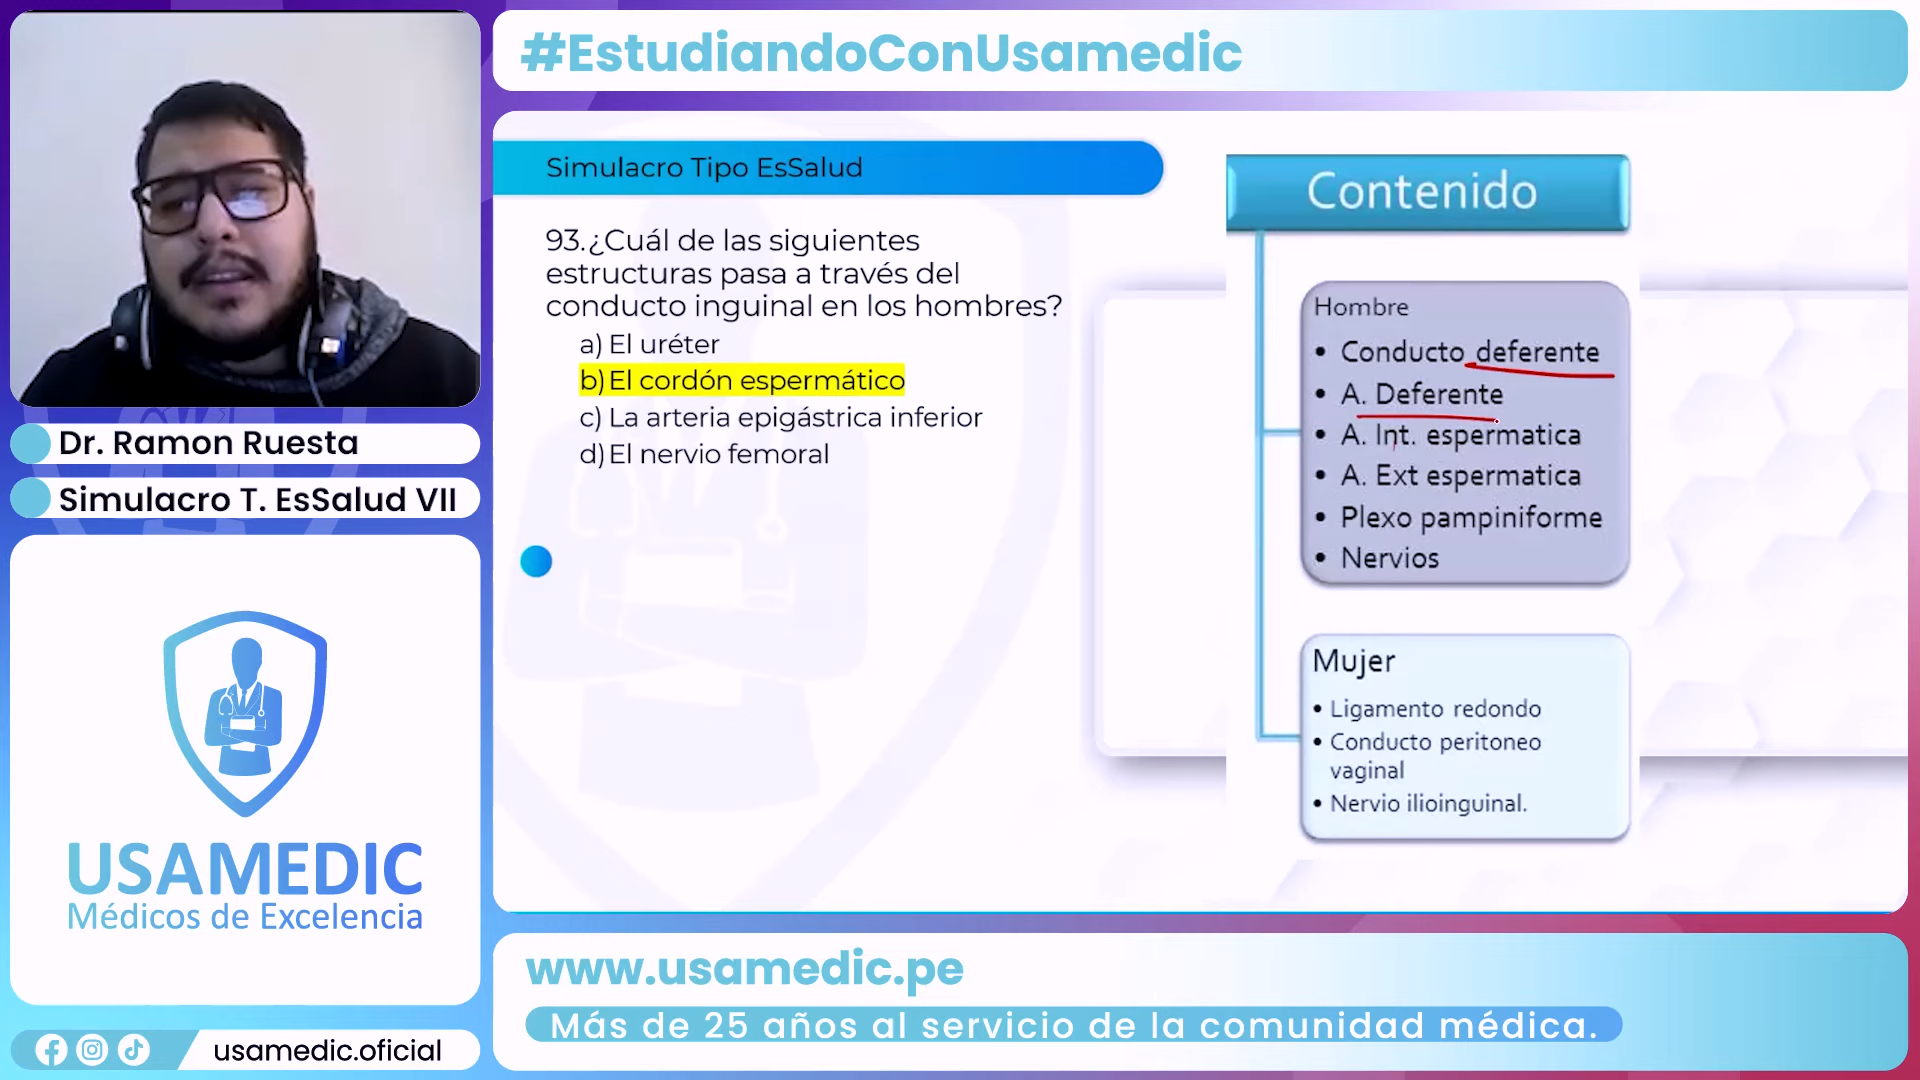 #EstudiandoConUsamedic
Simulacro Tipo EsSalud
93.¿Cuál de las siguientes
estructuras pasa a través del
conducto inguinal en los hombres?
a) El uréter
b) El cordón espermático
c) La arteria epigástrica inferior
d) El nervio femoral
Contenido
Hombre
• Conducto deferente
• A. Deferente
• A. Int. espermatica
• A. Ext espermatica
• Plexo pampiniforme
• Nervios
Mujer
• Ligamento redondo
• Conducto peritoneo
vaginal
• Nervio ilioinguinal.
Dr. Ramon Ruesta
Simulacro T. EsSalud VII
USAMEDIC
Médicos de Excelencia
usamedic.oficial
www.usamedic.pe
Más de 25 años al servicio de la comunidad médica.